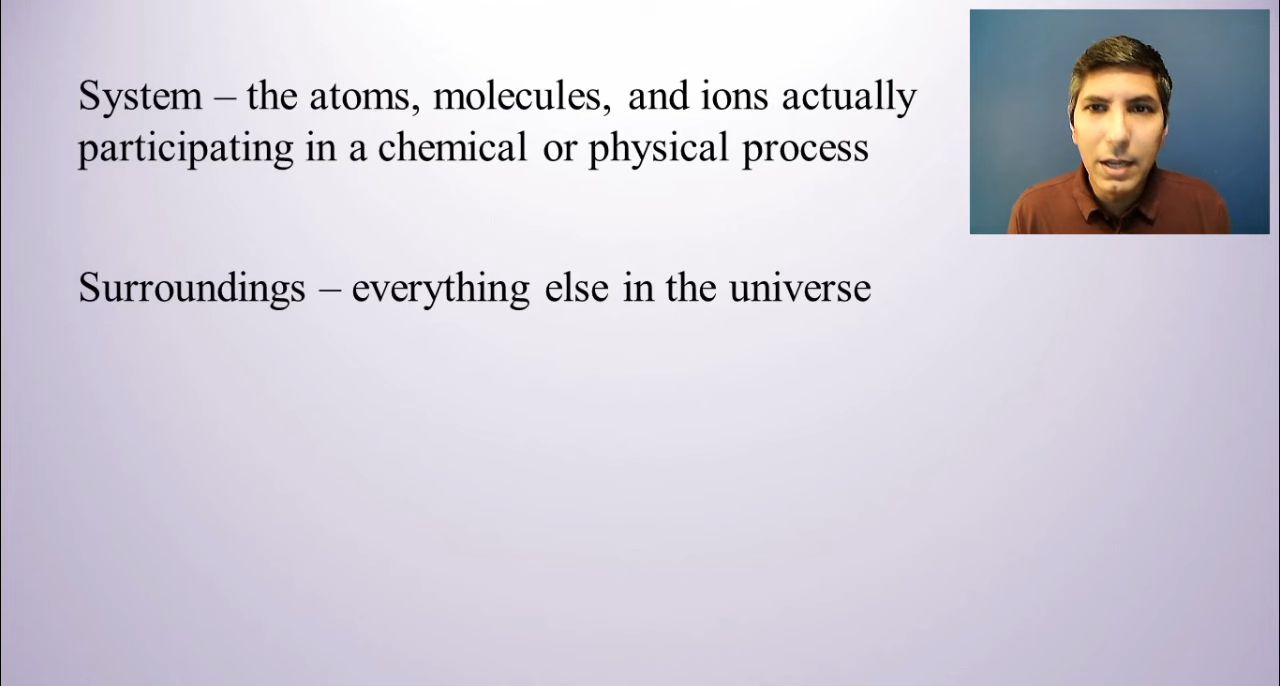 System – the atoms, molecules, and ions actually
participating in a chemical or physical process
Surroundings – everything else in the universe